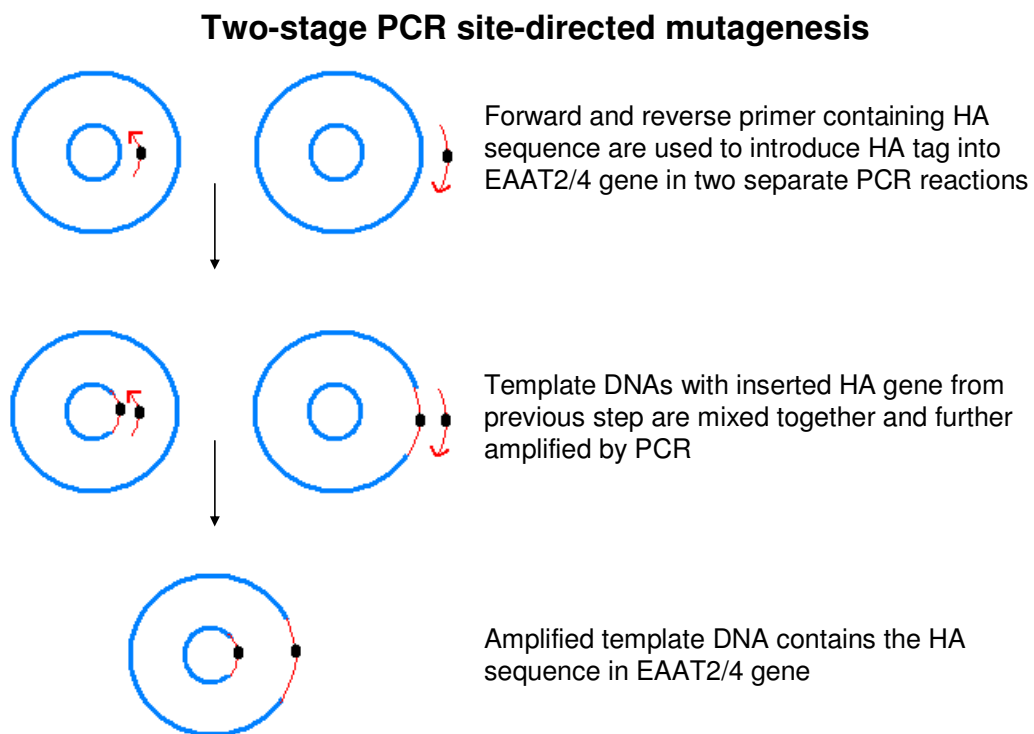 Two-stage PCR site-directed mutagenesis
Forward and reverse primer containing HA
sequence are used to introduce HA tag into
EAAT2/4 gene in two separate PCR reactions
Template DNAs with inserted HA gene from
previous step are mixed together and further
amplified by PCR
Amplified template DNA contains the HA
sequence in EAAT2/4 gene